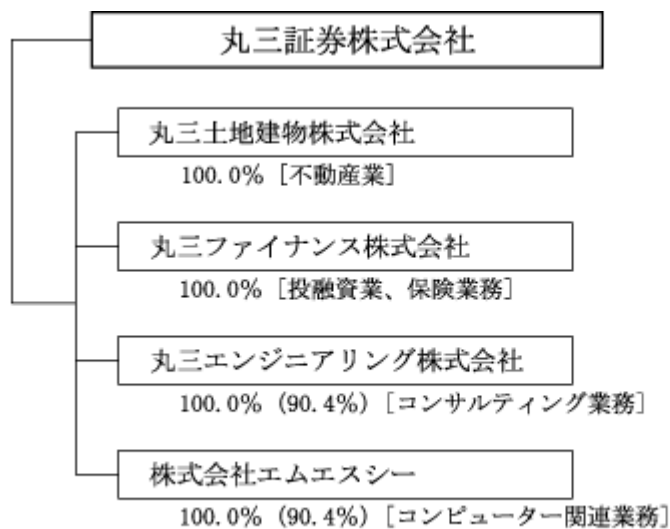 丸三証券株式会社
丸三土地建物株式会社
100.0% [不動産業]
丸三ファイナンス株式会社
100.0% [投融資業、保険業務]
丸三エンジニアリング株式会社
100.0% (90.4%) [コンサルティング業務]
株式会社エムエスシー
100.0% (90.4%) [コンピューター関連業務]